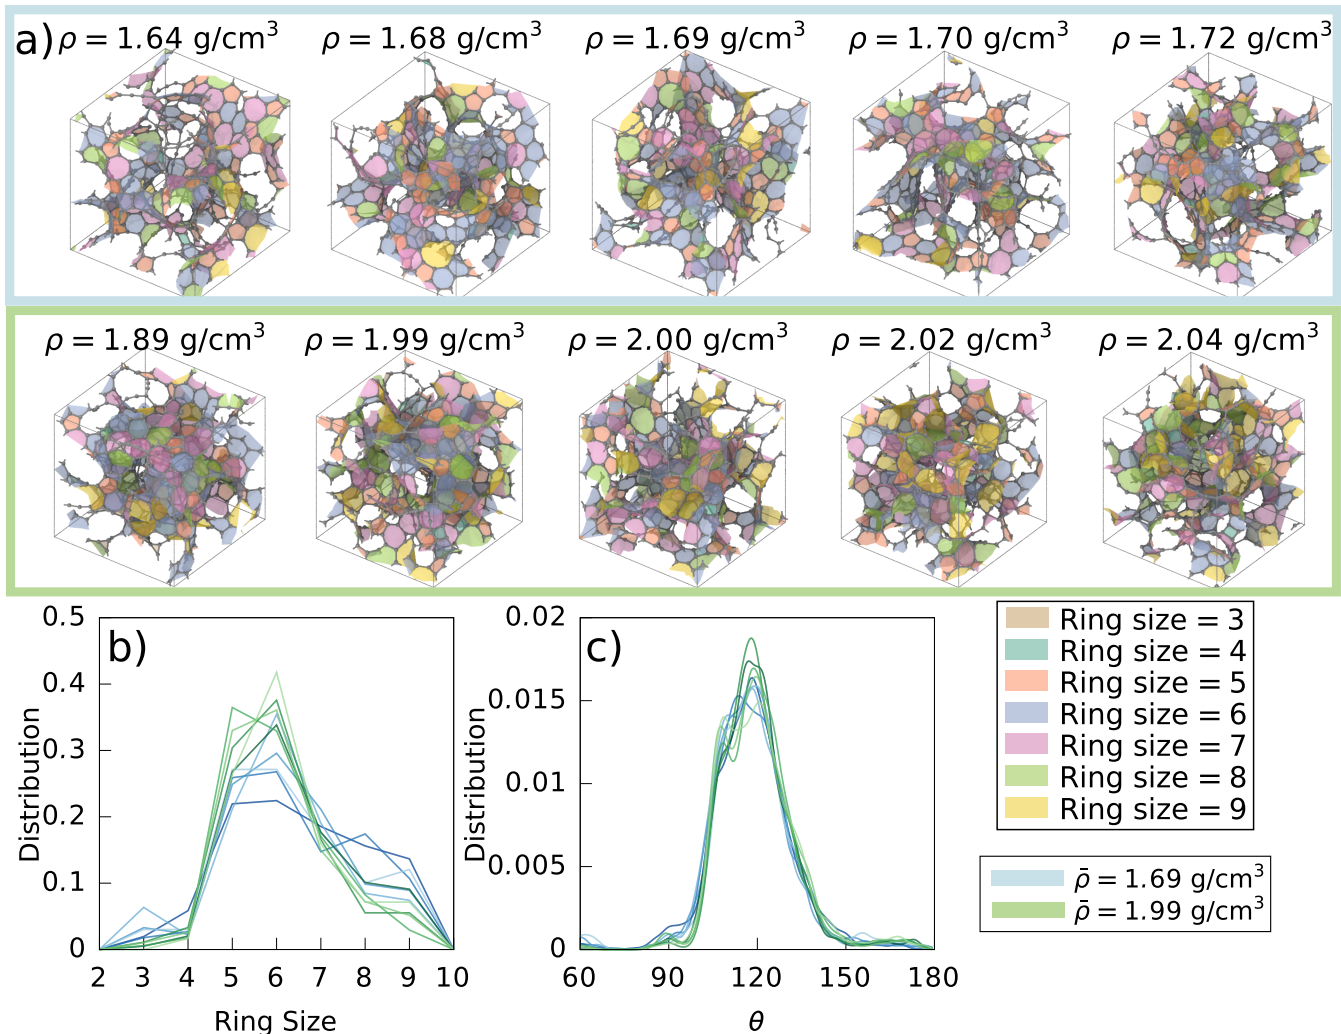 a)
ρ = 1.64 g/cm³
ρ = 1.68 g/cm³
ρ = 1.69 g/cm³
ρ = 1.70 g/cm³
ρ = 1.72 g/cm³
ρ = 1.89 g/cm³
ρ = 1.99 g/cm³
ρ = 2.00 g/cm³
ρ = 2.02 g/cm³
ρ = 2.04 g/cm³
b)
Distribution
0.5
0.4
0.3
0.2
0.1
0
2 3 4 5 6 7 8 9 10
Ring Size
c)
Distribution
0.02
0.015
0.01
0.005
0
60 90 120 150 180
θ
Ring size = 3
Ring size = 4
Ring size = 5
Ring size = 6
Ring size = 7
Ring size = 8
Ring size = 9
ρ̄ = 1.69 g/cm³
ρ̄ = 1.99 g/cm³